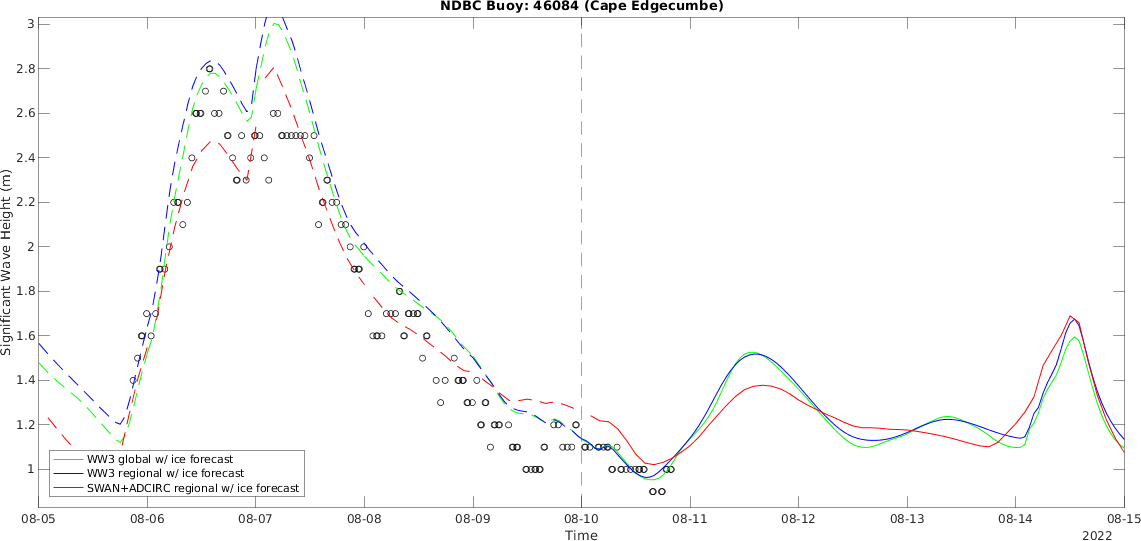 NDBC Buoy: 46084 (Cape Edgecumbe)
3
2.8
2.6
2.4
2.2
2
1.8
1.6
1.4
1.2
1
Significant Wave Height (m)
WW3 global w/ ice forecast
WW3 regional w/ ice forecast
SWAN+ADCIRC regional w/ ice forecast
08-05 08-06 08-07 08-08 08-09 08-10 08-11 08-12 08-13 08-14 08-15
Time
2022